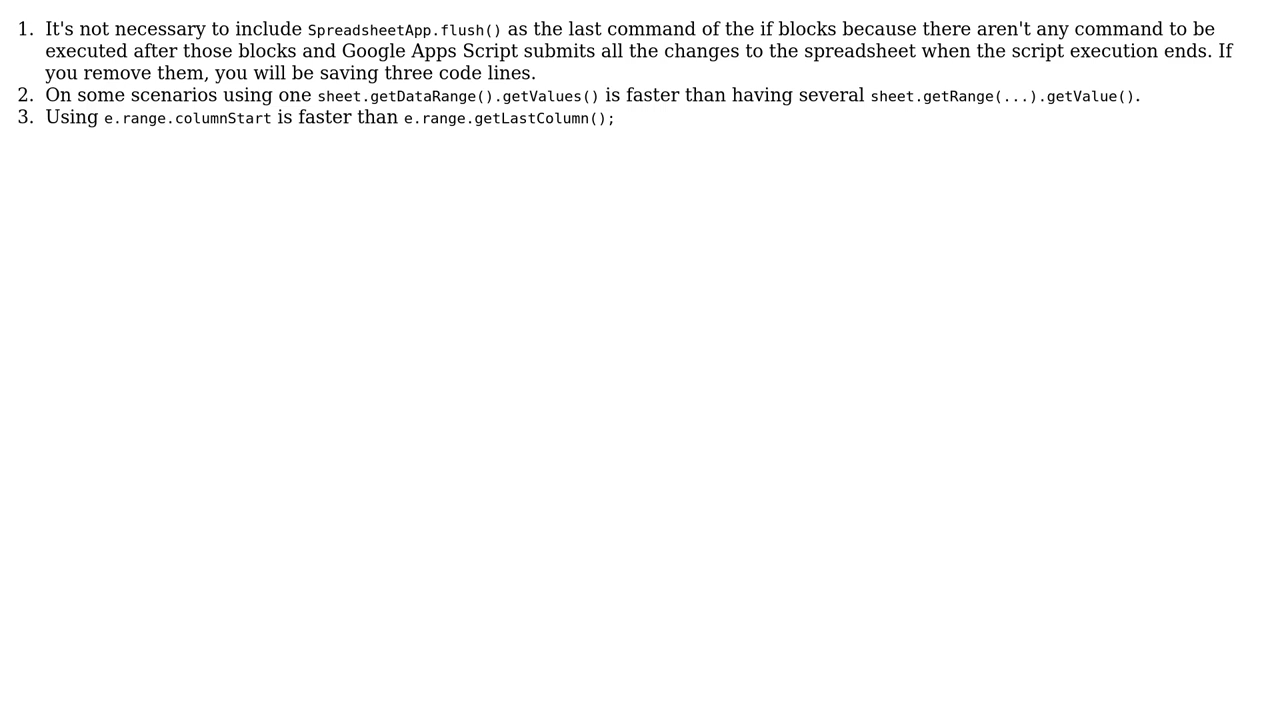 1. It's not necessary to include SpreadsheetApp.flush() as the last command of the if blocks because there aren't any command to be
executed after those blocks and Google Apps Script submits all the changes to the spreadsheet when the script execution ends. If
you remove them, you will be saving three code lines.
2. On some scenarios using one sheet.getDataRange().getValues() is faster than having several sheet.getRange(...).getValue().
3. Using e.range.columnStart is faster than e.range.getLastColumn();